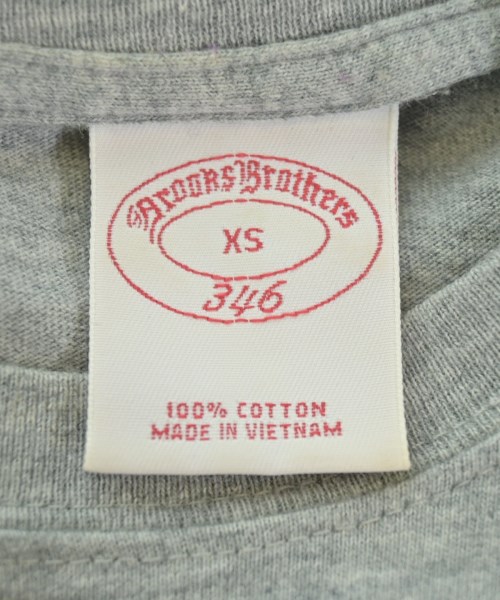 Brooks Brothers
XS
346
100% COTTON
MADE IN VIETNAM